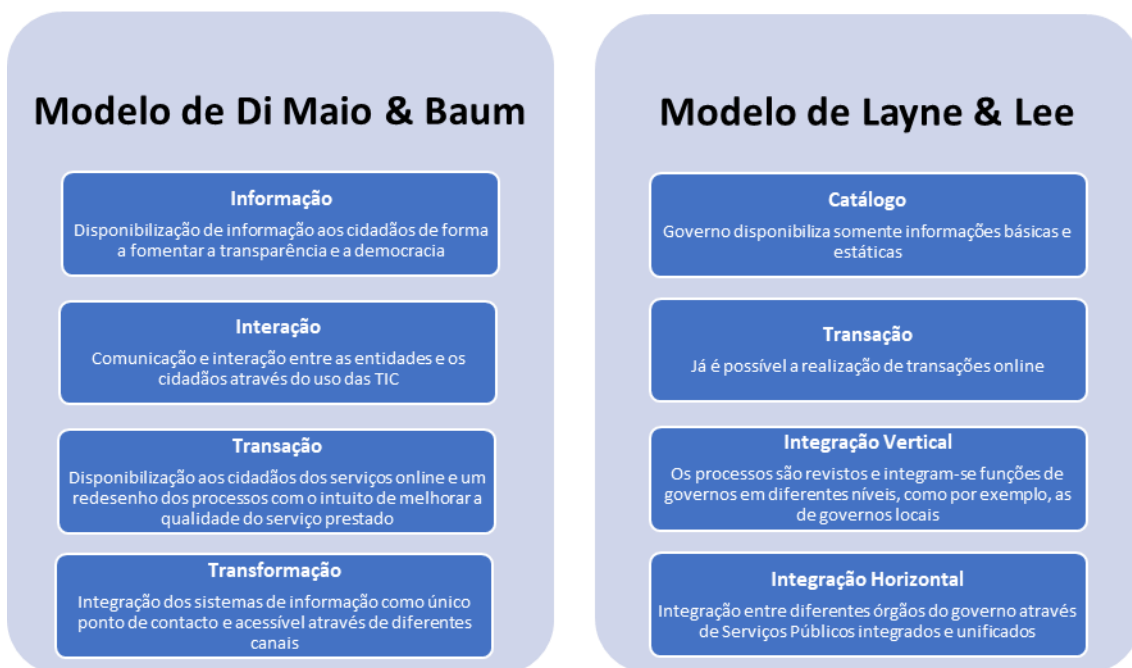 Modelo de Di Maio & Baum
Informação
Disponibilização de informação aos cidadãos de forma
a fomentar a transparência e a democracia
Interação
Comunicação e interação entre as entidades e os
cidadãos através do uso das TIC
Transação
Disponibilização aos cidadãos dos serviços online e um
redesenho dos processos com o intuito de melhorar a
qualidade do serviço prestado
Transformação
Integração dos sistemas de informação como único
ponto de contacto e acessível através de diferentes
canais
Modelo de Layne & Lee
Catálogo
Governo disponibiliza somente informações básicas e
estáticas
Transação
Já é possível a realização de transações online
Integração Vertical
Os processos são revistos e integram-se funções de
governos em diferentes níveis, como por exemplo, as
de governos locais
Integração Horizontal
Integração entre diferentes órgãos do governo através
de Serviços Públicos integrados e unificados